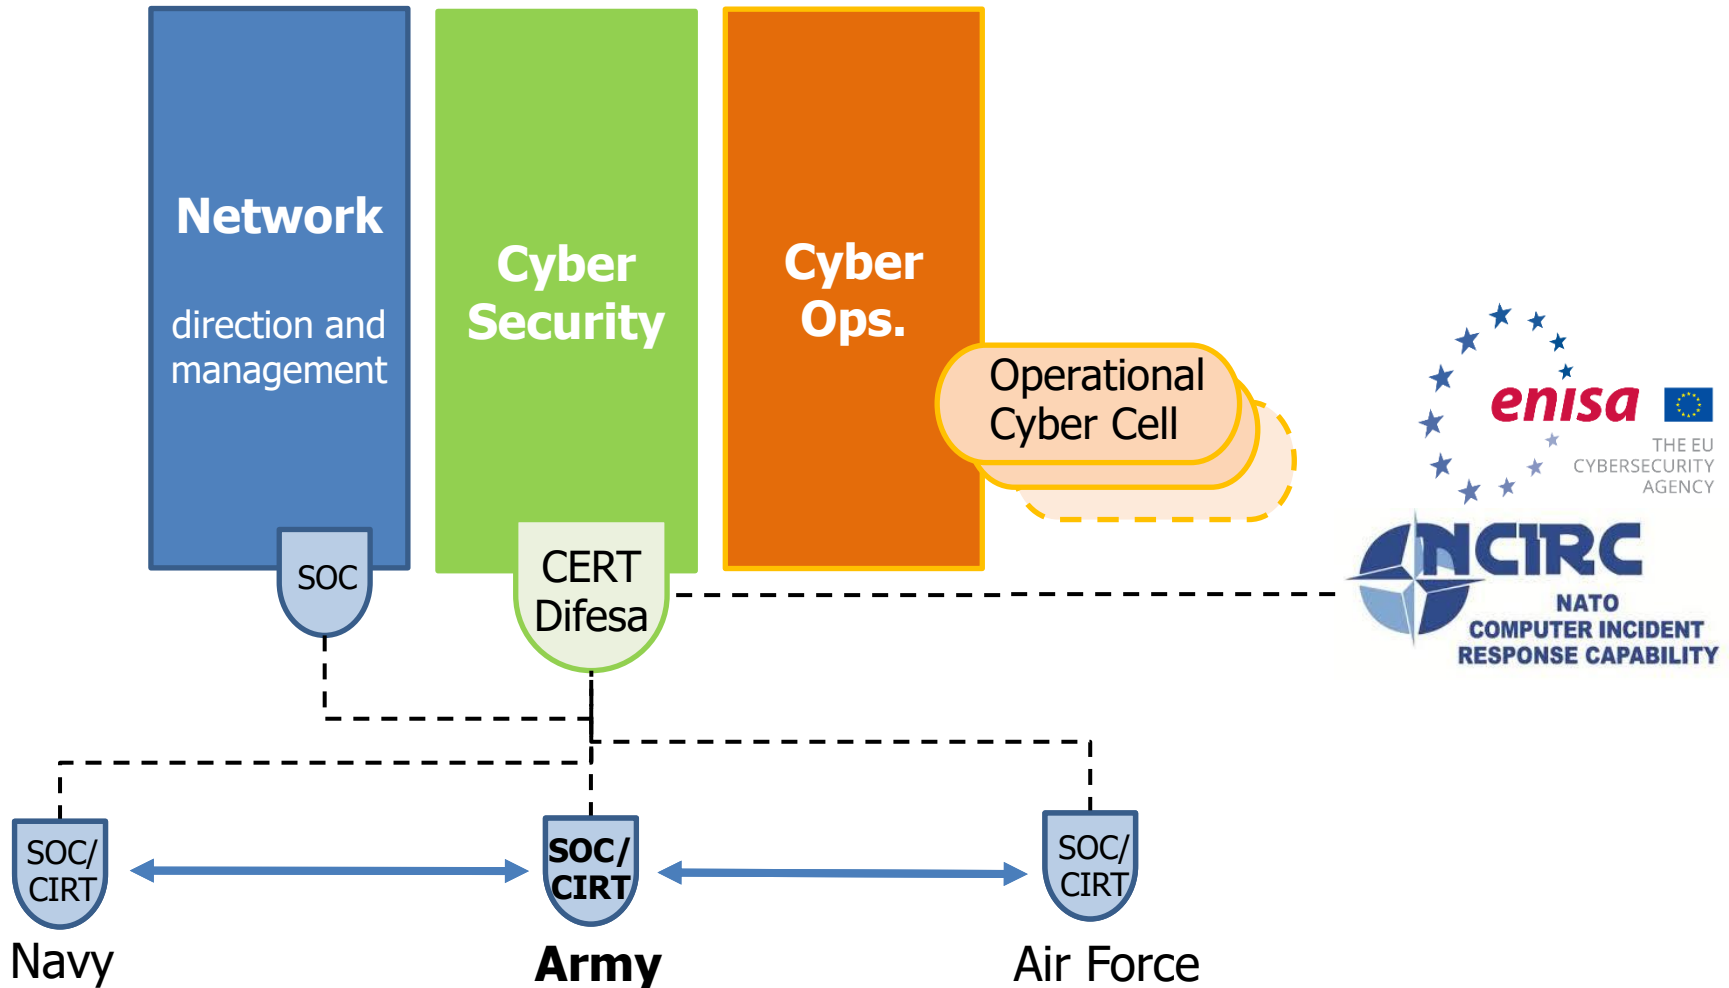 Network
direction and
management
SOC
Cyber
Security
CERT
Difesa
Cyber
Ops.
Operational
Cyber Cell
enisa
THE EU
CYBERSECURITY
AGENCY
NCIRC
NATO
COMPUTER INCIDENT
RESPONSE CAPABILITY
SOC/
CIRT
Navy
SOC/
CIRT
Army
SOC/
CIRT
Air Force